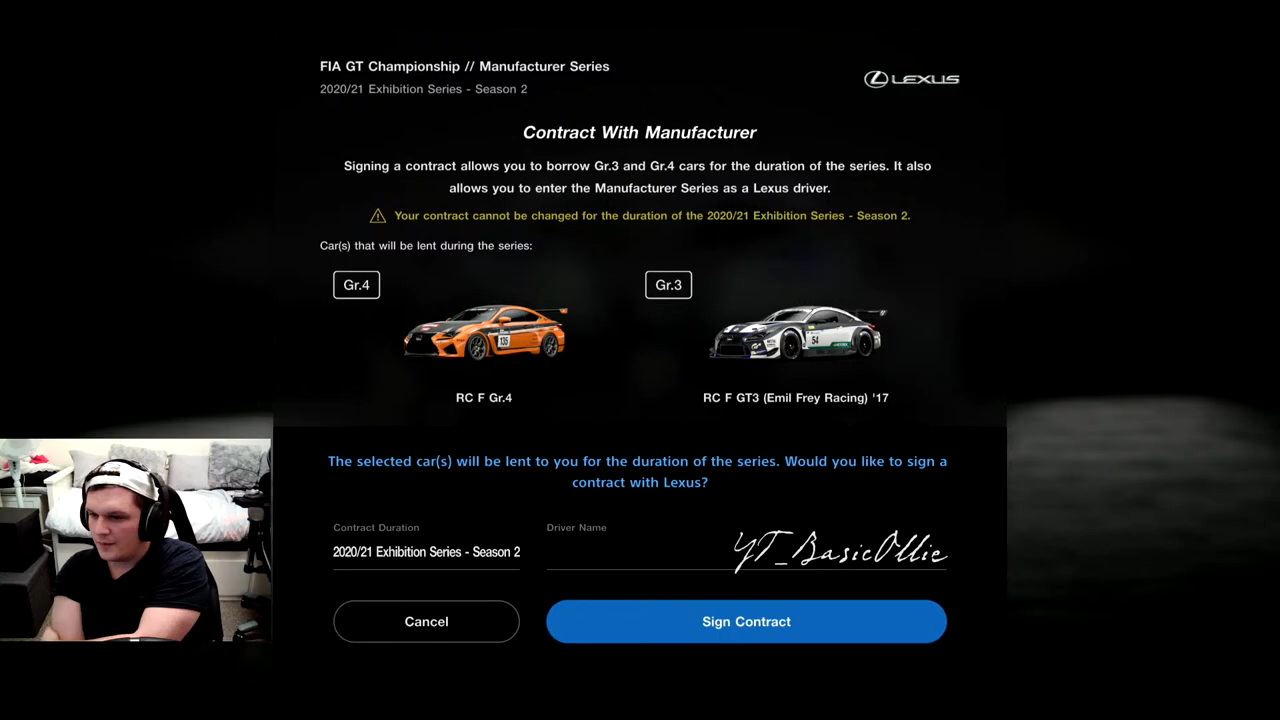 FIA GT Championship // Manufacturer Series
2020/21 Exhibition Series - Season 2
LEXUS
Contract With Manufacturer
Signing a contract allows you to borrow Gr.3 and Gr.4 cars for the duration of the series. It also
allows you to enter the Manufacturer Series as a Lexus driver.
Your contract cannot be changed for the duration of the 2020/21 Exhibition Series - Season 2.
Car(s) that will be lent during the series:
Gr.4
Gr.3
135
54
RC F Gr.4
RC F GT3 (Emil Frey Racing) '17
The selected car(s) will be lent to you for the duration of the series. Would you like to sign a
contract with Lexus?
Contract Duration
Driver Name
2020/21 Exhibition Series - Season 2
YT_BasicOllie
Cancel
Sign Contract